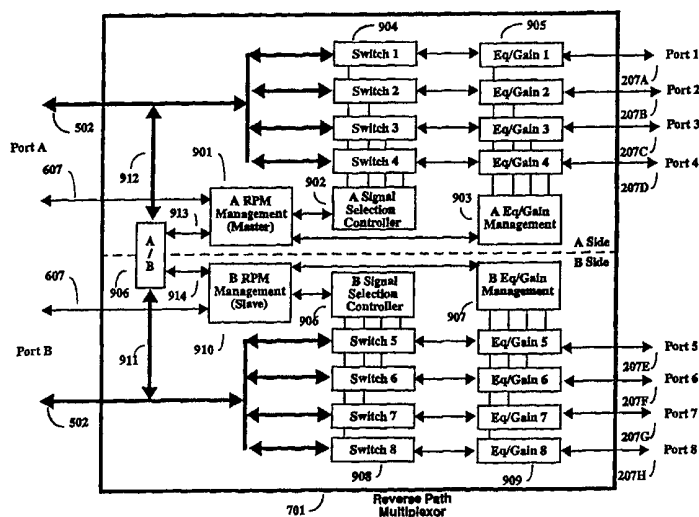 904
905
Switch 1
Eq/Gain 1
Port 1
207A
Switch 2
Eq/Gain 2
Port 2
207B
502
Switch 3
Eq/Gain 3
Port 3
207C
Port A
912
901
Switch 4
Eq/Gain 4
Port 4
207D
607
902
903
913
A RPM
Management
(Master)
A Signal
Selection
Controller
A Eq/Gain
Management
A
/
B
A Side
B Side
607
906
914
B RPM
Management
(Slave)
B Signal
Selection
Controller
B Eq/Gain
Management
906
907
Port B
911
910
Switch 5
Eq/Gain 5
Port 5
207E
Switch 6
Eq/Gain 6
Port 6
207F
502
Switch 7
Eq/Gain 7
Port 7
207G
Switch 8
Eq/Gain 8
Port 8
207H
908
909
701
Reverse Path
Multiplexor